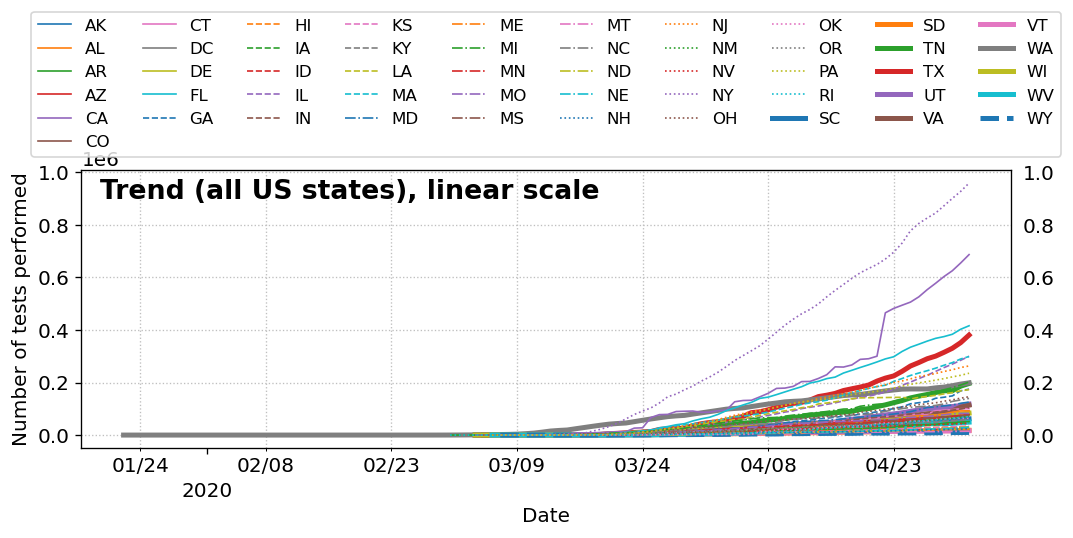 AK CT HI KS ME MT NJ OK SD VT
AL DC IA KY MI NC NM OR TN WA
AR DE ID LA MN ND NV PA TX WI
AZ FL IL MA MO NE NY RI UT WV
CA GA IN MD MS NH OH SC VA WY
CO
1e6
Trend (all US states), linear scale
Number of tests performed
1.0 1.0
0.8 0.8
0.6 0.6
0.4 0.4
0.2 0.2
0.0 0.0
01/24 02/08 02/23 03/09 03/24 04/08 04/23
2020
Date